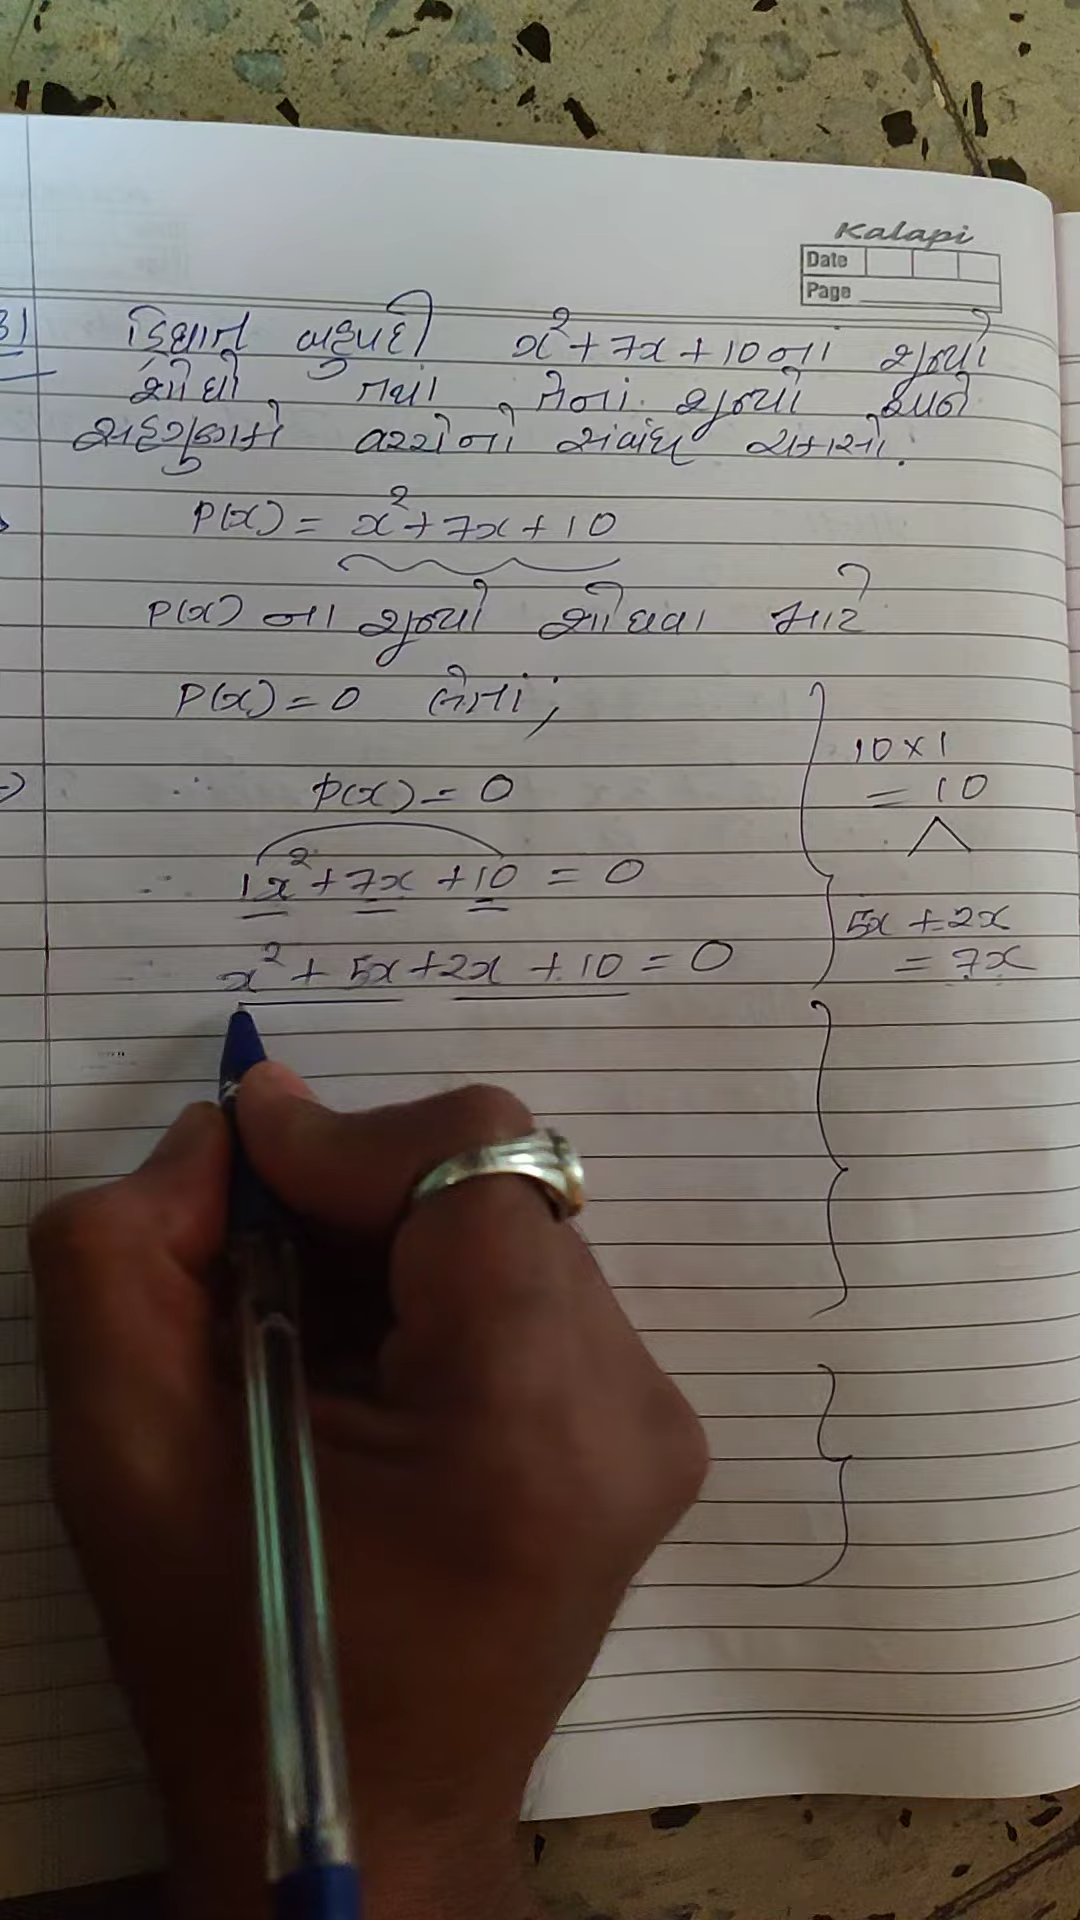 Kalapi
Date
Page
3) દ્વિઘાત બહુપદી x²+7x+10નાં શૂન્યો
શોધો તથા તેનાં શૂન્યો અને
સહગુણકો વચ્ચેનો સંબંધ ચકાસો.
P(x) = x²+7x+10
P(x) ના શૂન્યો શોધવા માટે
P(x)=0 લેતાં,
∴ P(x)=0
∴ 1x²+7x+10=0
∴ x²+5x+2x+10=0
10×1
=10
5x+2x
=7x